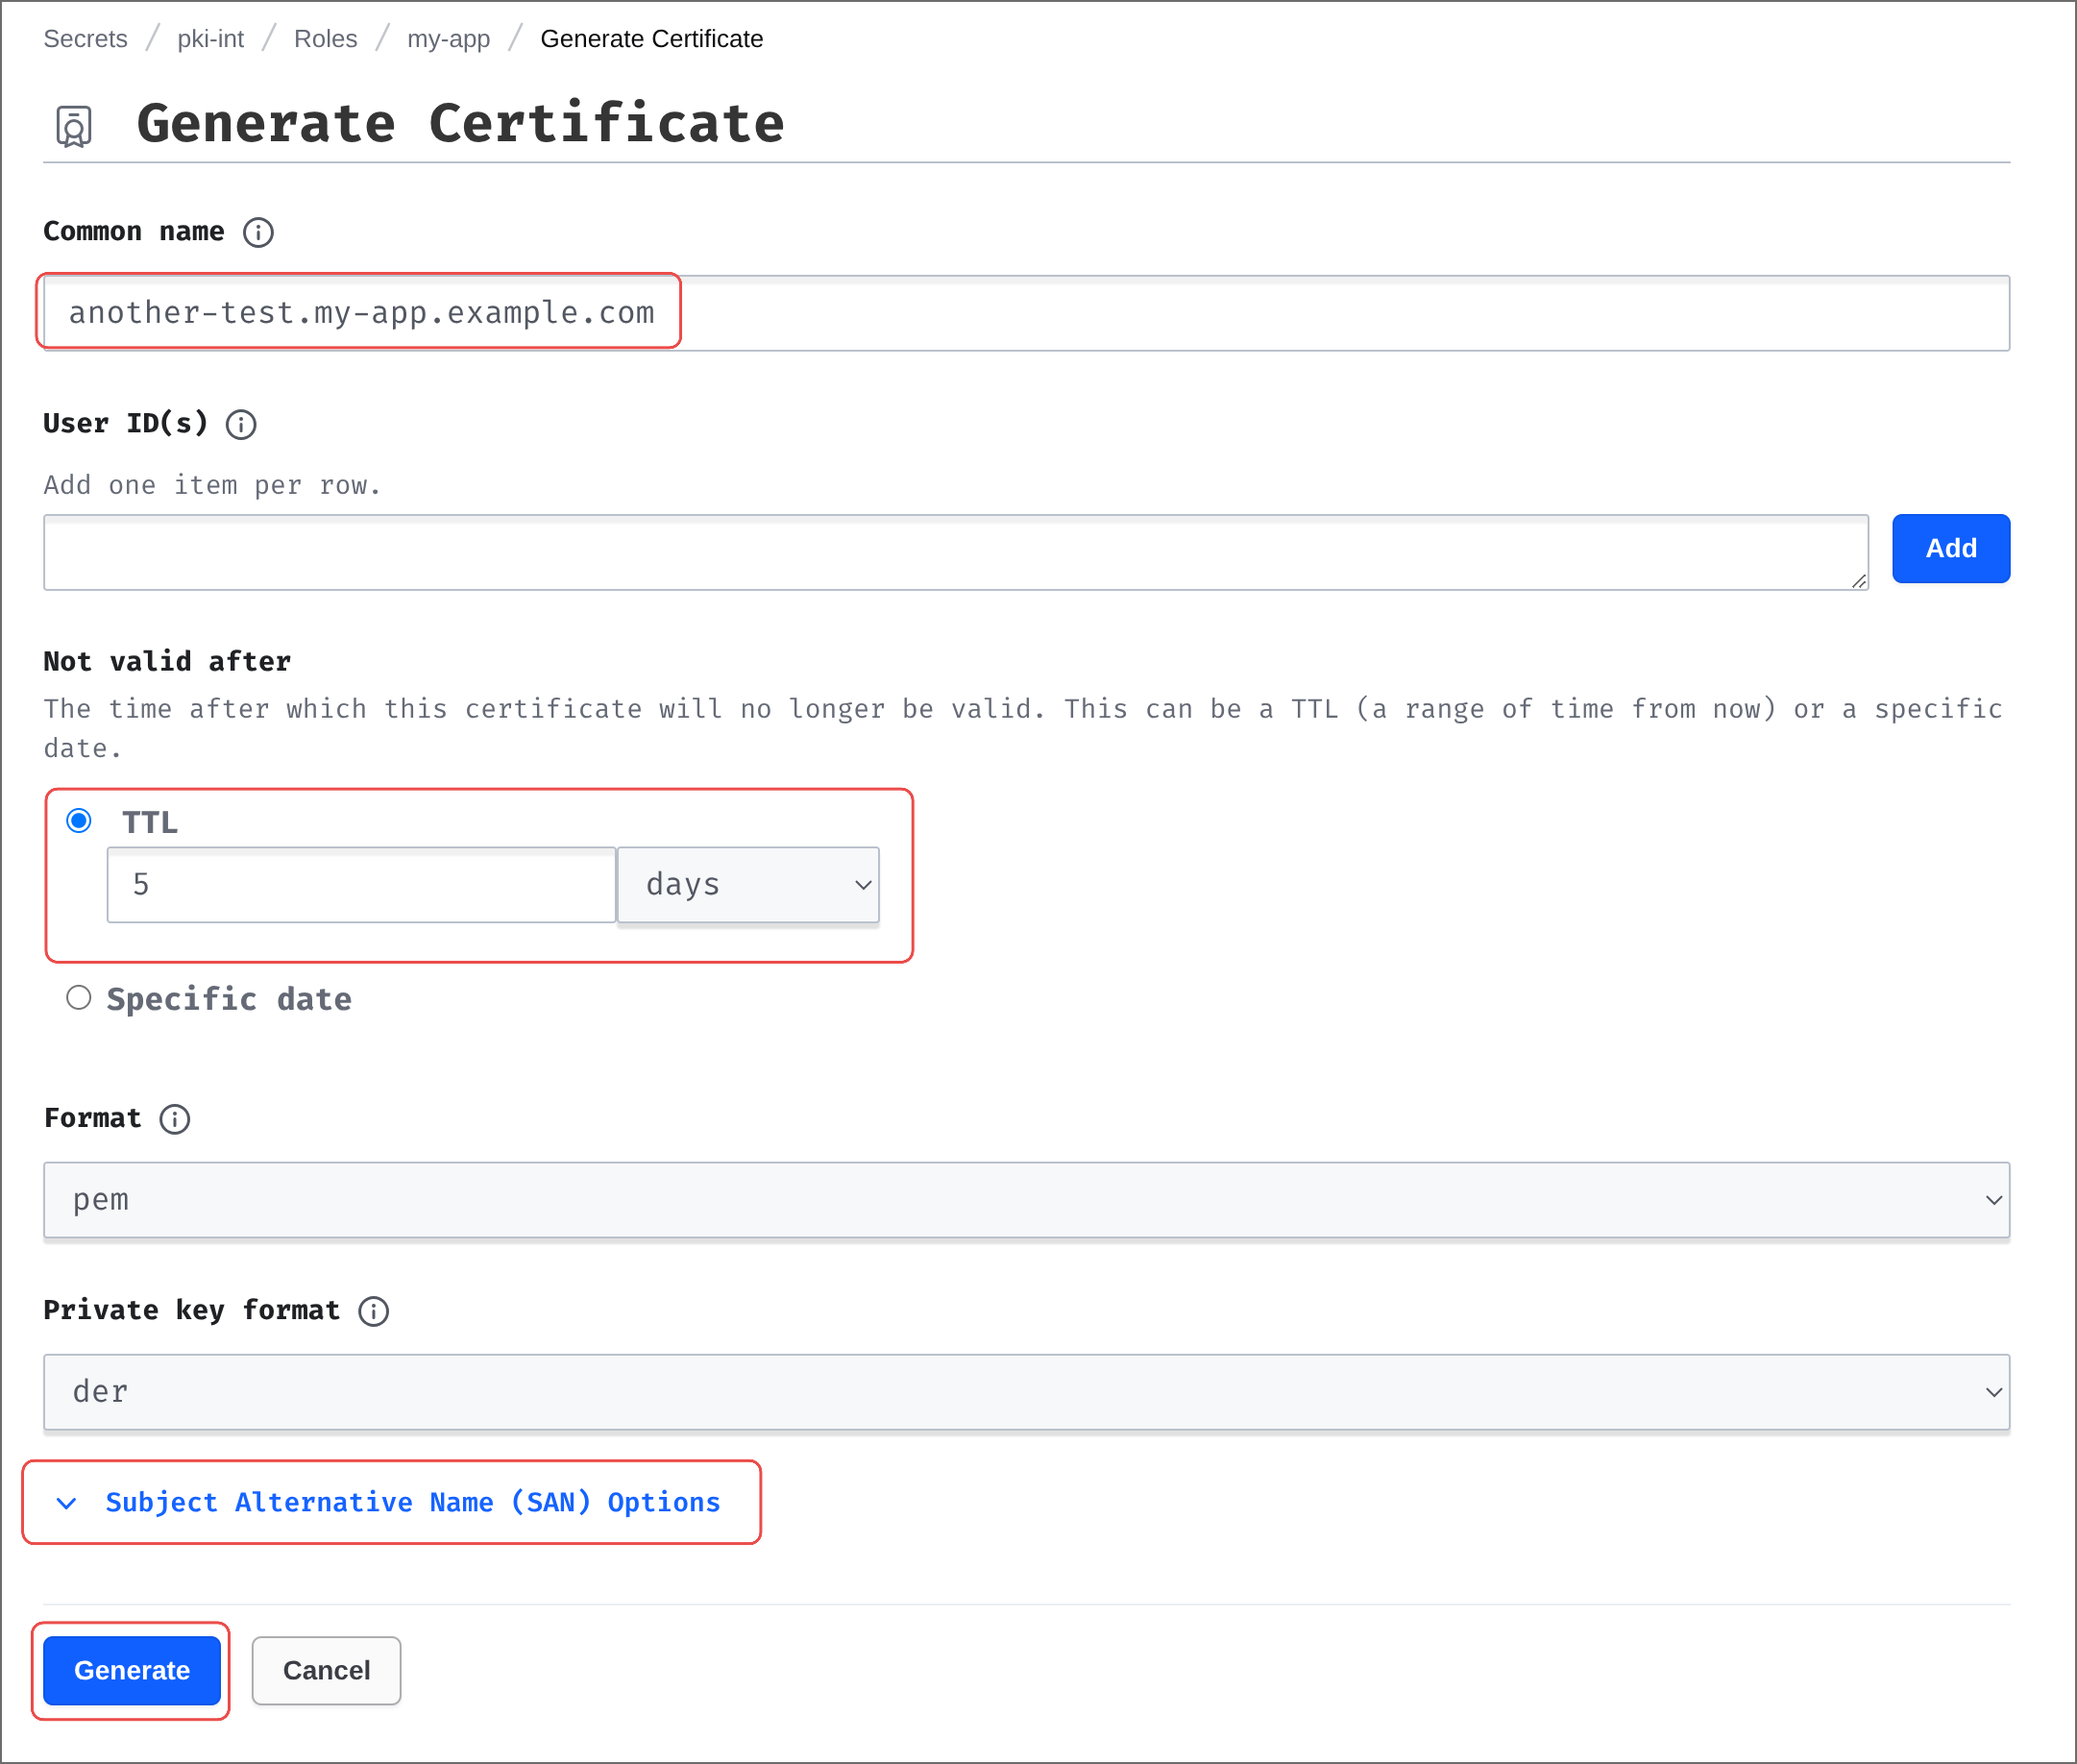 Secrets / pki-int / Roles / my-app / Generate Certificate
Generate Certificate
Common name
another-test.my-app.example.com
User ID(s)
Add one item per row.
Add
Not valid after
The time after which this certificate will no longer be valid. This can be a TTL (a range of time from now) or a specific
date.
TTL
5 days
Specific date
Format
pem
Private key format
der
Subject Alternative Name (SAN) Options
Generate Cancel